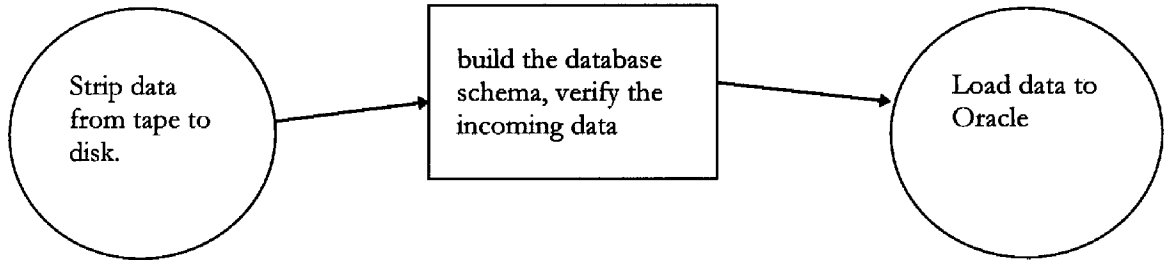 Strip data
from tape to
disk.
build the database
schema, verify the
incoming data
Load data to
Oracle